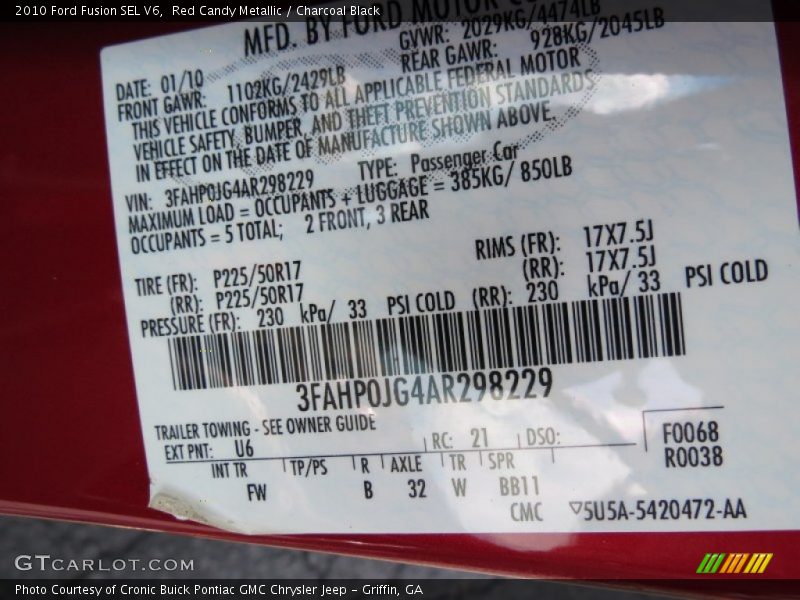 2010 Ford Fusion SEL V6, Red Candy Metallic / Charcoal Black
MFD. BY FORD MOTOR CO
DATE: 01/10 GVWR: 2029KG/4474LB
FRONT GAWR: 1102KG/2429LB REAR GAWR: 928KG/2045LB
THIS VEHICLE CONFORMS TO ALL APPLICABLE FEDERAL MOTOR
VEHICLE SAFETY, BUMPER, AND THEFT PREVENTION STANDARDS
IN EFFECT ON THE DATE OF MANUFACTURE SHOWN ABOVE.
VIN: 3FAHP0JG4AR298229 TYPE: Passenger Car
MAXIMUM LOAD = OCCUPANTS + LUGGAGE = 385KG/ 850LB
OCCUPANTS = 5 TOTAL; 2 FRONT, 3 REAR
TIRE (FR): P225/50R17 RIMS (FR): 17X7.5J
(RR): P225/50R17 (RR): 17X7.5J
PRESSURE (FR): 230 kPa/ 33 PSI COLD (RR): 230 kPa/ 33 PSI COLD
3FAHP0JG4AR298229
TRAILER TOWING - SEE OWNER GUIDE
EXT PNT: U6 RC: 21 DSO: F0068
R0038
INT TR TP/PS R AXLE TR SPR
FW B 32 W BB11
CMC ▽5U5A-5420472-AA
GTCARLOT.COM
Photo Courtesy of Cronic Buick Pontiac GMC Chrysler Jeep - Griffin, GA